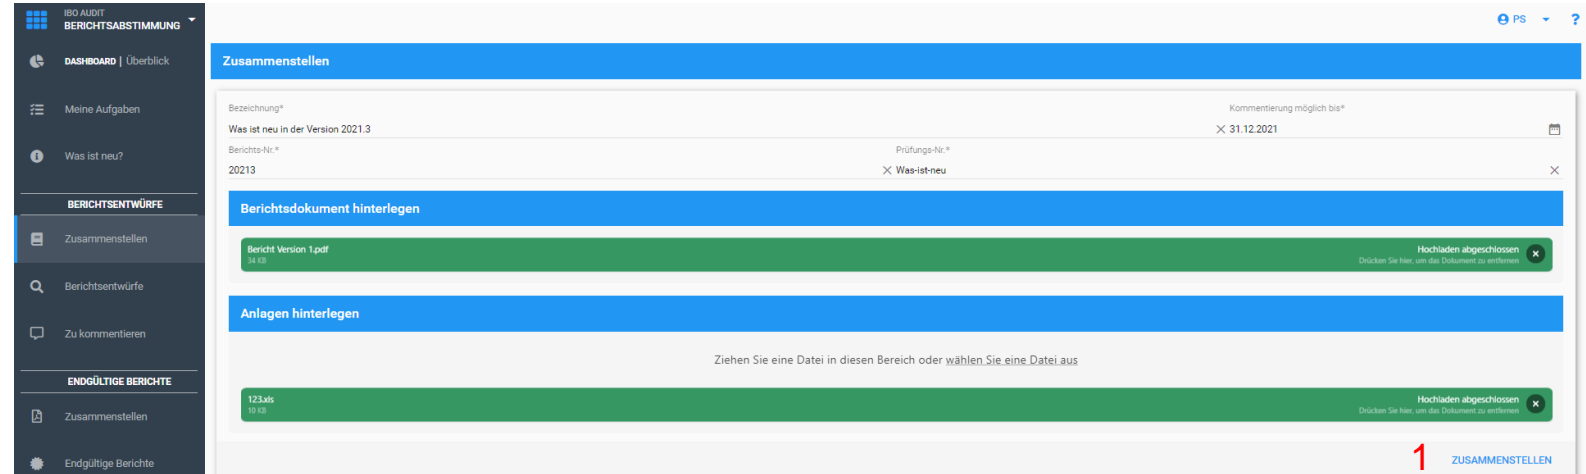 IBO AUDIT
BERICHTSABSTIMMUNG
PS ?
DASHBOARD | Überblick
Meine Aufgaben
Was ist neu?
BERICHTSENTWÜRFE
Zusammenstellen
Berichtsentwürfe
Zu kommentieren
ENDGÜLTIGE BERICHTE
Zusammenstellen
Endgültige Berichte
Zusammenstellen
Bezeichnung* Kommentierung möglich bis*
Was ist neu in der Version 2021.3 31.12.2021
Berichts-Nr.* Prüfungs-Nr.*
20213 Was-ist-neu
Berichtsdokument hinterlegen
Bericht Version 1.pdf Hochladen abgeschlossen
34 KB Drücken Sie hier, um das Dokument zu entfernen
Anlagen hinterlegen
Ziehen Sie eine Datei in diesen Bereich oder wählen Sie eine Datei aus
123.xls Hochladen abgeschlossen
10 KB Drücken Sie hier, um das Dokument zu entfernen
1 ZUSAMMENSTELLEN